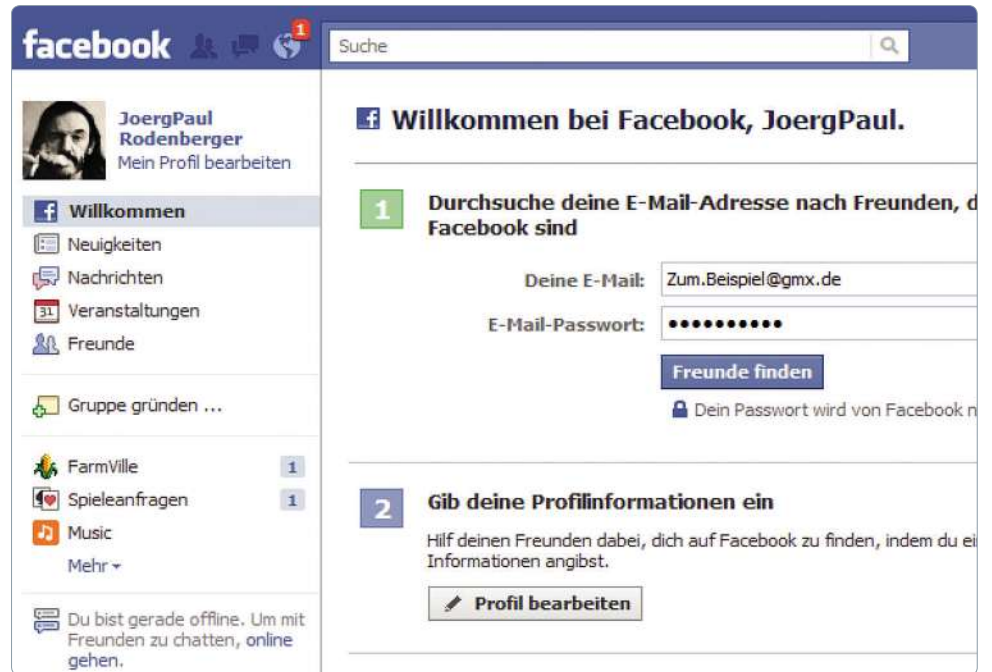 facebook
1
Suche
JoergPaul
Rodenberger
Mein Profil bearbeiten
Willkommen
Neuigkeiten
Nachrichten
31 Veranstaltungen
Freunde
Gruppe gründen ...
FarmVille 1
Spieleanfragen 1
Music
Mehr
Du bist gerade offline. Um mit
Freunden zu chatten, online
gehen.
Willkommen bei Facebook, JoergPaul.
1 Durchsuche deine E-Mail-Adresse nach Freunden, d
Facebook sind
Deine E-Mail: Zum.Beispiel@gmx.de
E-Mail-Passwort: ••••••••••
Freunde finden
Dein Passwort wird von Facebook n
2 Gib deine Profilinformationen ein
Hilf deinen Freunden dabei, dich auf Facebook zu finden, indem du ei
Informationen angibst.
Profil bearbeiten